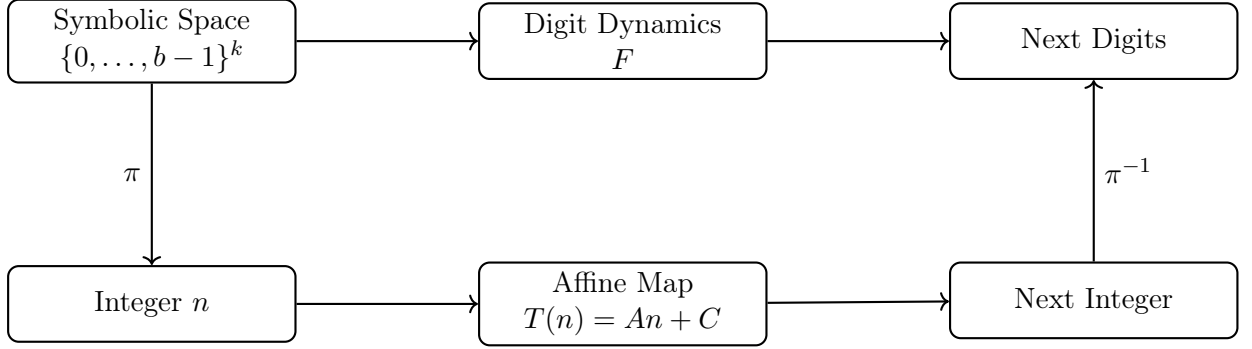 Symbolic Space
{0, . . . , b − 1}^k
Digit Dynamics
F
Next Digits
π
π^{−1}
Integer n
Affine Map
T(n) = An + C
Next Integer